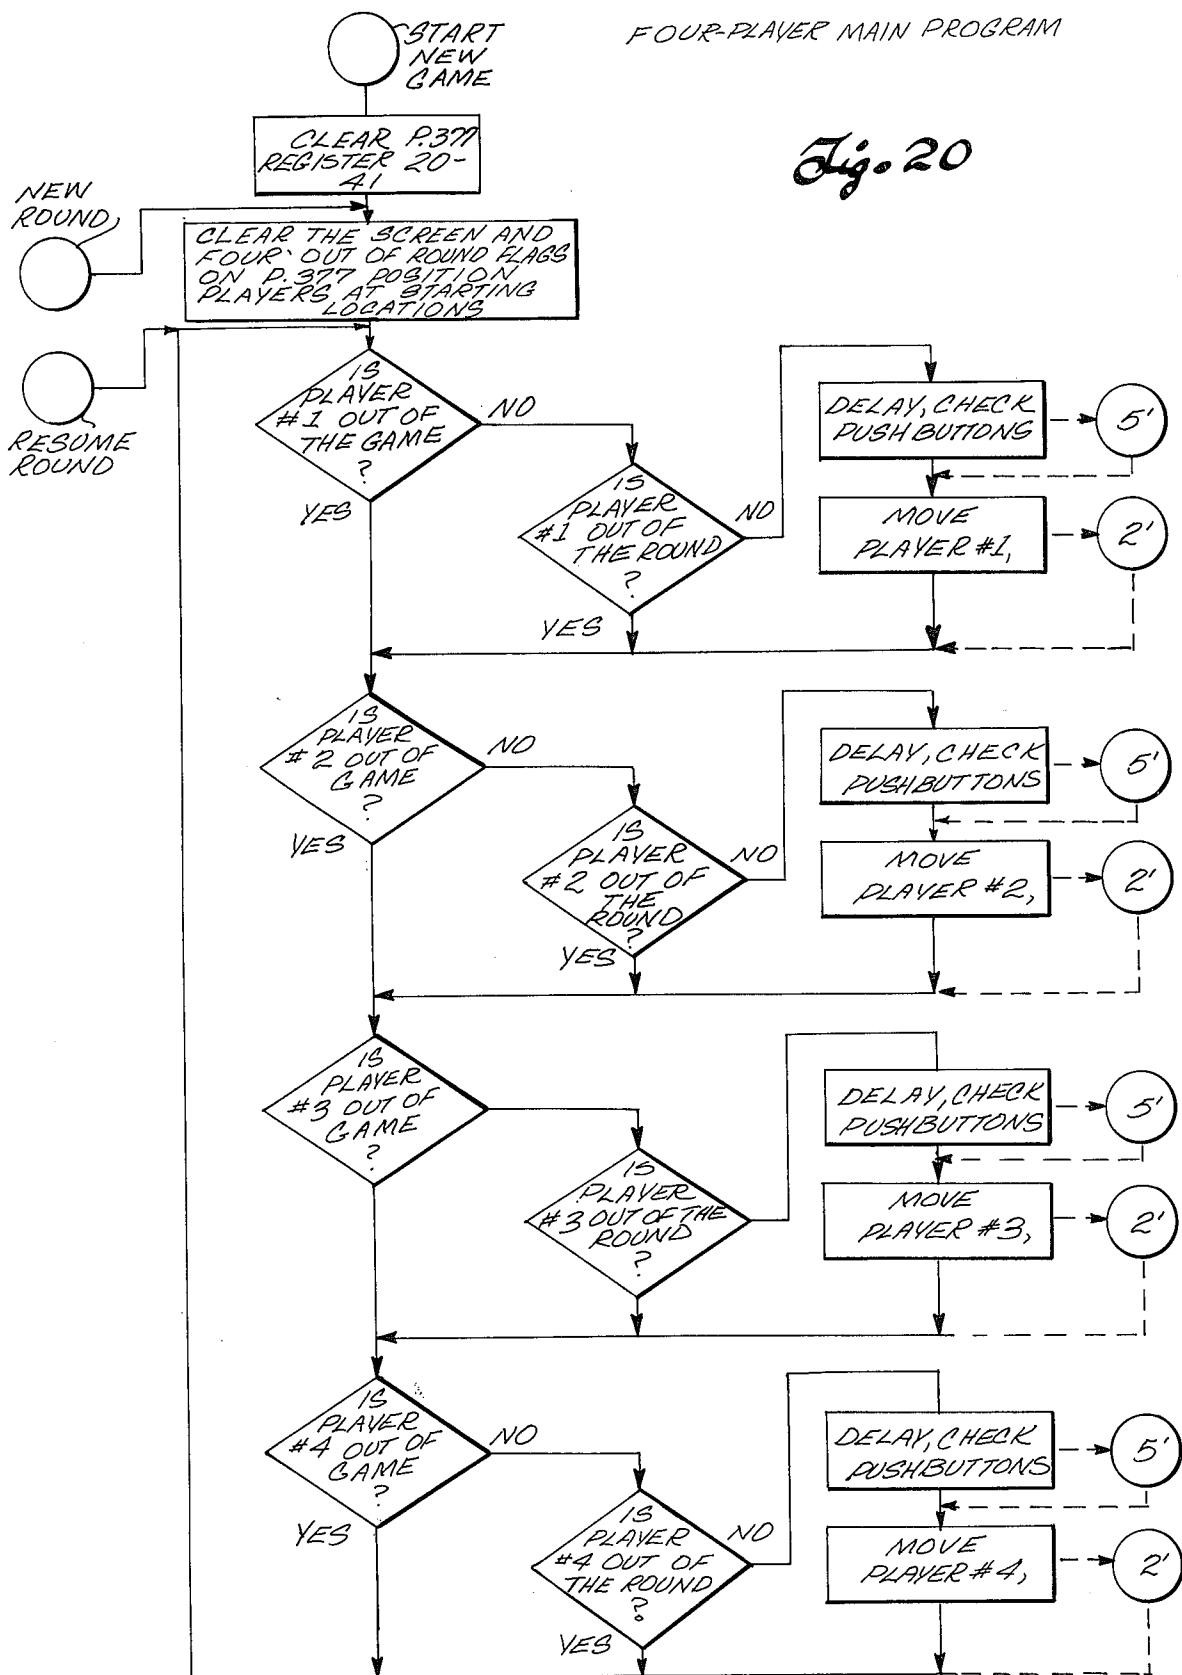 START
NEW
GAME
FOUR-PLAYER MAIN PROGRAM
Fig. 20
CLEAR P.377
REGISTER 20-
41
NEW
ROUND
CLEAR THE SCREEN AND
FOUR OUT OF ROUND FLAGS
ON P.377 POSITION
PLAYERS AT STARTING
LOCATIONS
RESUME
ROUND
IS
PLAYER
#1 OUT OF
THE GAME
?
NO
YES
IS
PLAYER
#1 OUT OF
THE ROUND
?
NO
YES
DELAY, CHECK
PUSHBUTTONS
5'
MOVE
PLAYER #1,
2'
IS
PLAYER
#2 OUT OF
GAME
?
NO
YES
IS
PLAYER
#2 OUT OF
THE
ROUND
?
NO
YES
DELAY, CHECK
PUSHBUTTONS
5'
MOVE
PLAYER #2,
2'
IS
PLAYER
#3 OUT OF
GAME
?
IS
PLAYER
#3 OUT OF THE
ROUND
?
DELAY, CHECK
PUSHBUTTONS
5'
MOVE
PLAYER #3,
2'
IS
PLAYER
#4 OUT OF
GAME
?
NO
YES
IS
PLAYER
#4 OUT OF
THE ROUND
?
NO
YES
DELAY, CHECK
PUSHBUTTONS
5'
MOVE
PLAYER #4,
2'